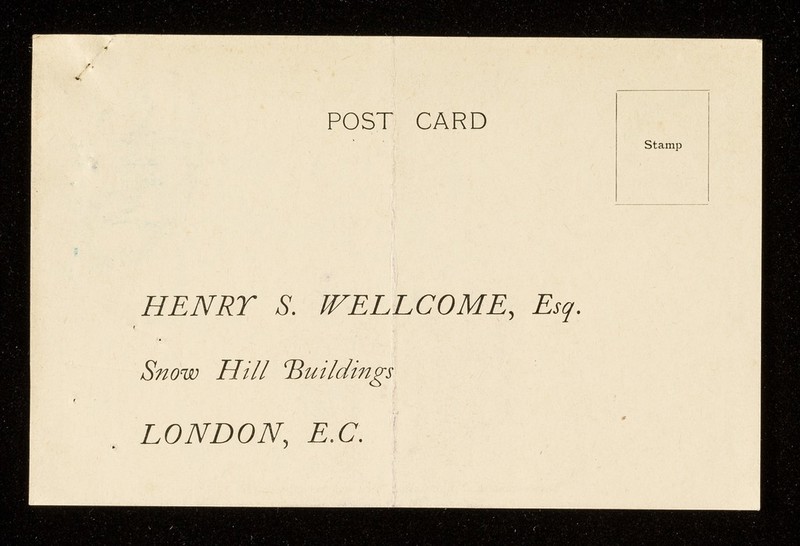 POST CARD
Stamp
HENRY S. WELLCOME, Esq.
Snow Hill Buildings
LONDON, E.C.